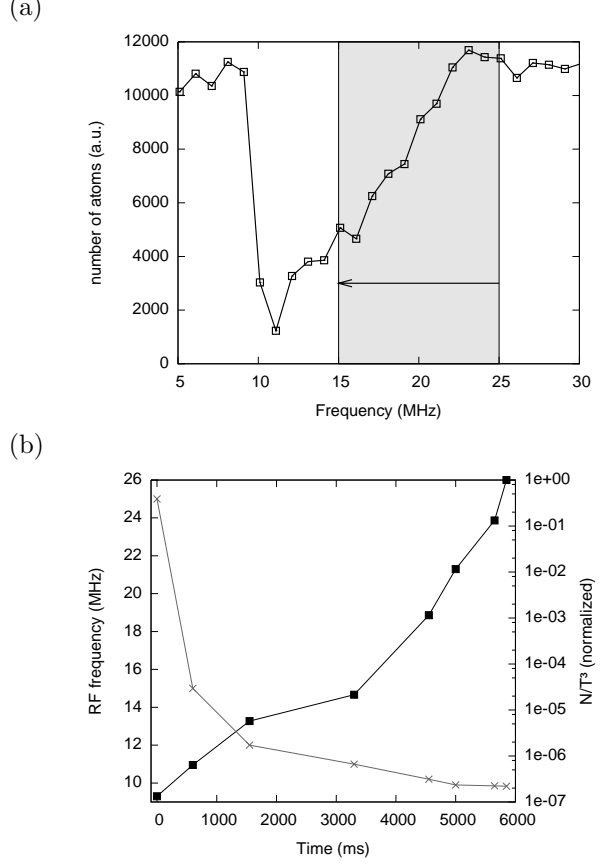 (a)
12000
10000
8000
6000
4000
2000
0
number of atoms (a.u.)
5 10 15 20 25 30
Frequency (MHz)
(b)
26
24
22
20
18
16
14
12
10
RF frequency (MHz)
1e+00
1e-01
1e-02
1e-03
1e-04
1e-05
1e-06
1e-07
N/T³ (normalized)
0 1000 2000 3000 4000 5000 6000
Time (ms)